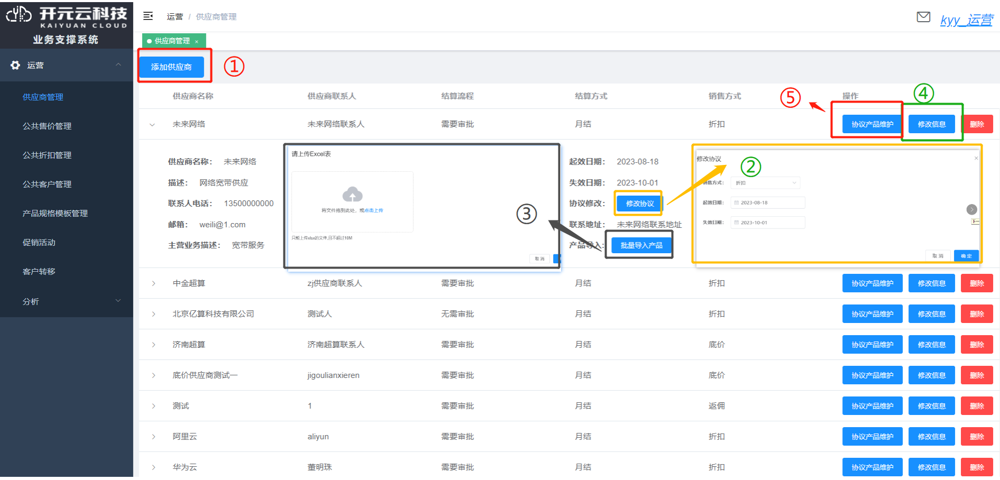 开元云科技
KAIYUAN CLOUD
业务支撑系统
运营 / 供应商管理
kyy_运营
供应商管理 ×
运营
供应商管理
公共售价管理
公共折扣管理
公共客户管理
产品规格模板管理
促销活动
客户转移
分析
添加供应商
①
供应商名称 供应商联系人 结算流程 结算方式 销售方式 操作
⑤
④
未来网络 未来网络联系人 需要审批 月结 折扣 协议产品维护 修改信息 删除
供应商名称： 未来网络
描述： 网络宽带供应
联系人电话： 13500000000
邮箱： weili@1.com
主营业务描述： 宽带服务
请上传Excel表
将文件拖到此处，或点击上传
只能上传xlsx的文件,且不超过10M
取消
③
起效日期： 2023-08-18
失效日期： 2023-10-01
协议修改： 修改协议
联系地址： 未来网络联系地址
产品导入: 批量导入产品
修改协议 ×
②
销售方式： 折扣
起效日期： 2023-08-18
失效日期： 2023-10-01
下一
取消 确定
中金超算 zj供应商联系人 需要审批 月结 折扣 协议产品维护 修改信息 删除
北京亿算科技有限公司 测试人 无需审批 月结 折扣 协议产品维护 修改信息 删除
济南超算 济南超算联系人 需要审批 月结 底价 协议产品维护 修改信息 删除
底价供应商测试一 jigoulianxieren 需要审批 月结 底价 协议产品维护 修改信息 删除
测试 1 需要审批 月结 返佣 协议产品维护 修改信息 删除
阿里云 aliyun 需要审批 月结 折扣 协议产品维护 修改信息 删除
华为云 董明珠 需要审批 月结 折扣 协议产品维护 修改信息 删除